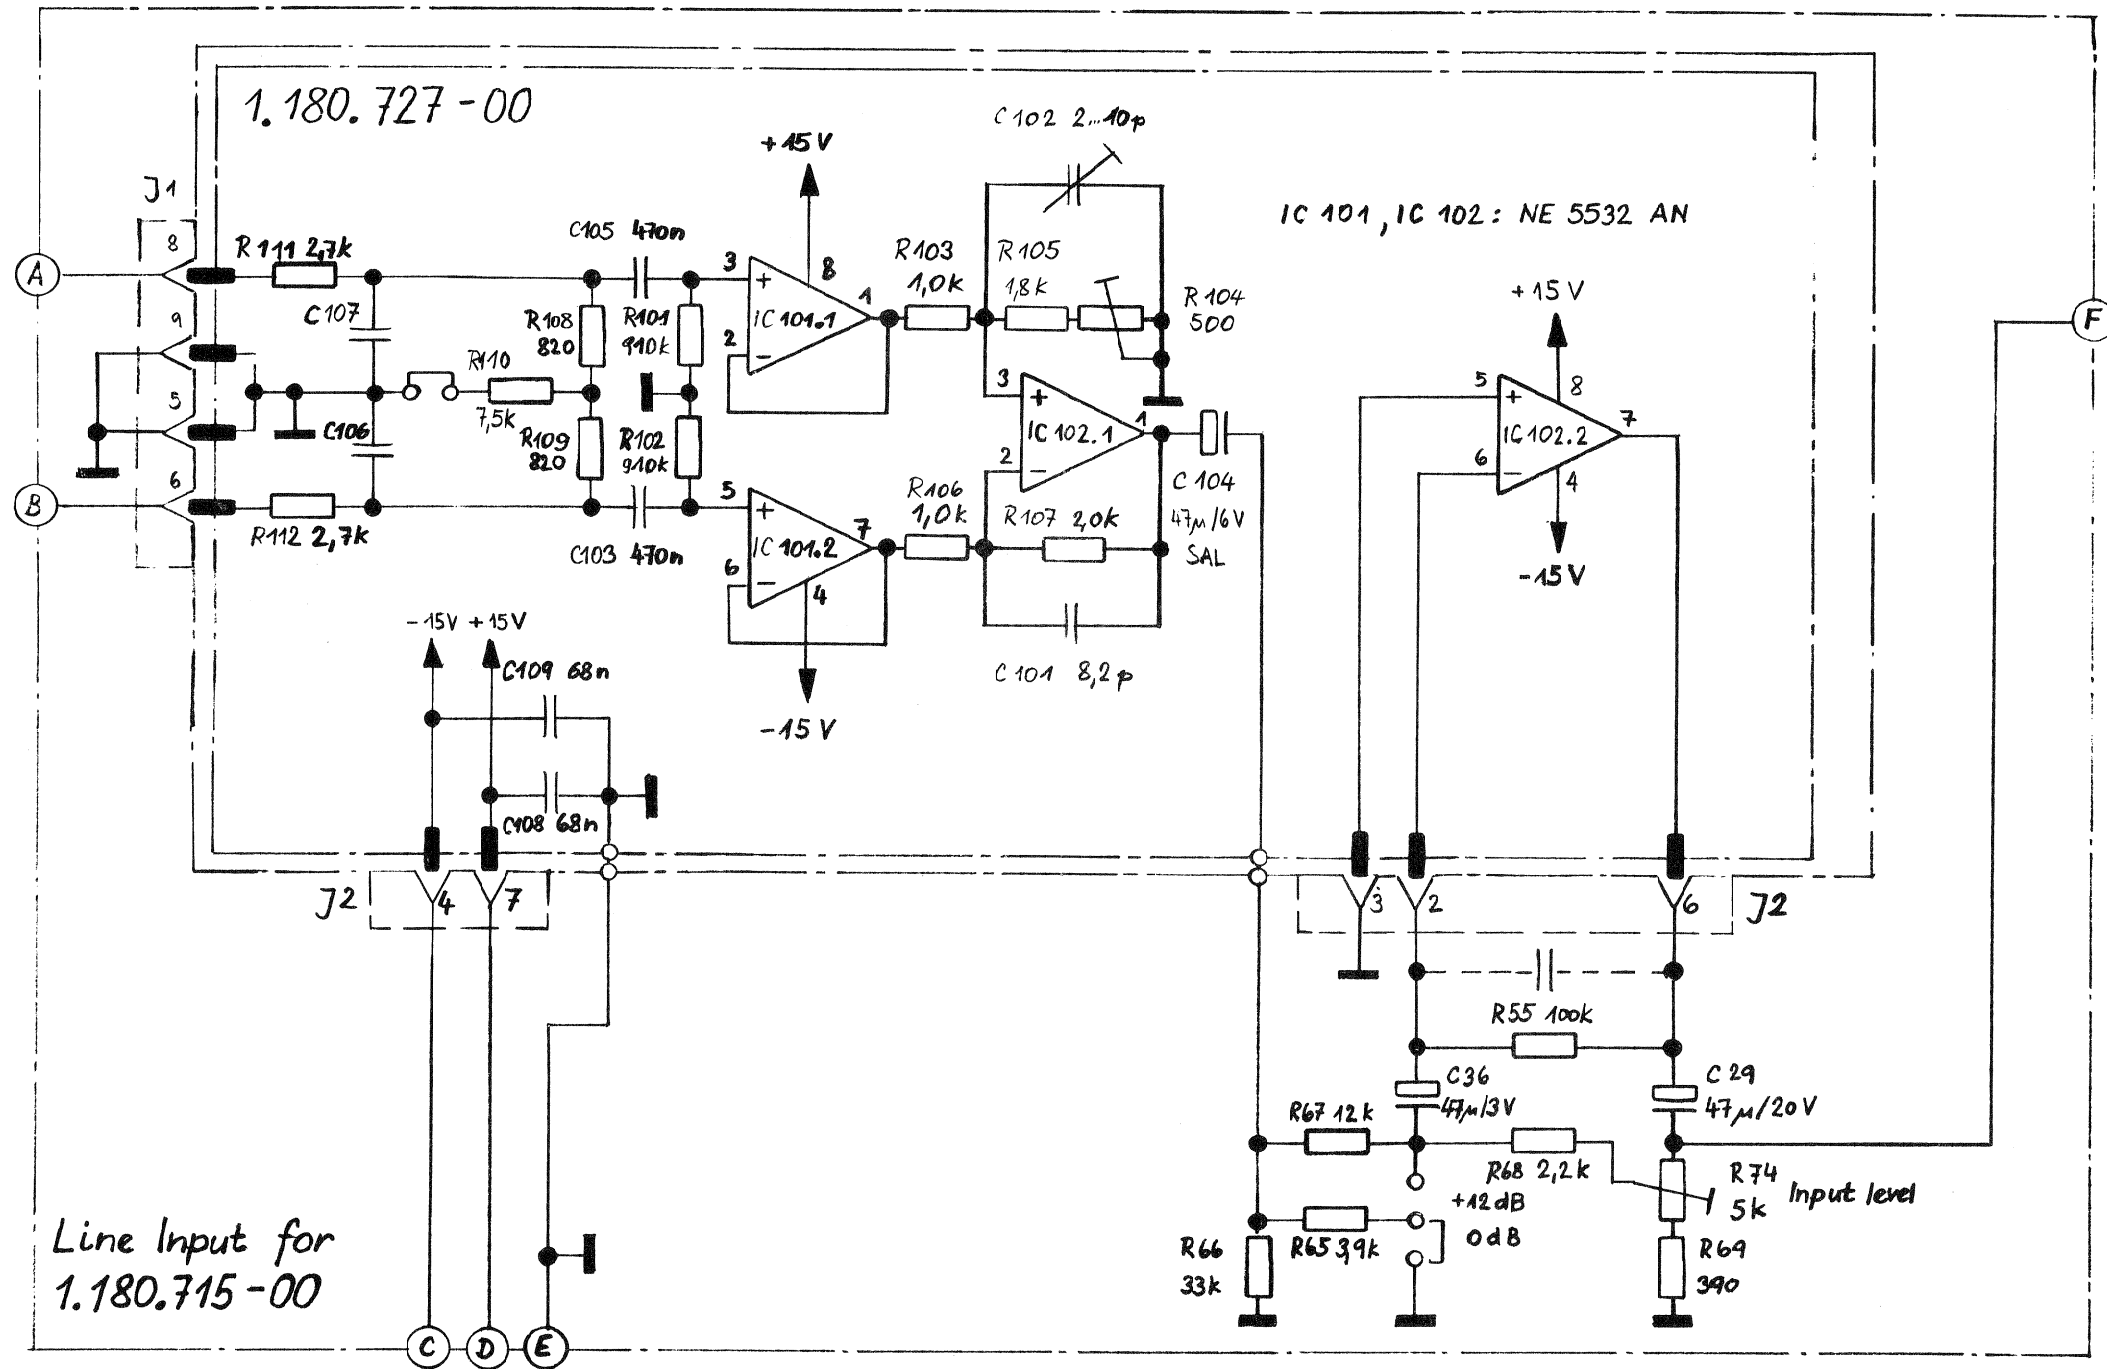 1.180.727-00
J1
A
8
9
5
6
B
R111 2,7k
C107
C106
R112 2,7k
R110
7,5k
R108
820
R109
820
C105 470n
R101
910k
R102
910k
C103 470n
+15V
3
+
8
IC 101.1
1
2
−
5
+
IC 101.2
7
6
−
4
-15V
R103
1,0k
R105
1,8k
C102 2...10p
R104
500
3
+
IC 102.1
1
2
−
R106
1,0k
R107 2,0k
C101 8,2p
C104
47µ/6V
SAL
IC 101, IC 102: NE 5532 AN
+15V
5
+
8
IC 102.2
7
6
−
4
-15V
F
-15V +15V
C109 68n
C108 68n
J2
4
7
3
2
6
J2
R55 100k
C36
47µ/3V
C29
47µ/20V
R67 12k
R68 2,2k
R74
5k
Input level
+12dB
0dB
R66
33k
R65 3,9k
R69
390
Line Input for
1.180.715-00
C
D
E